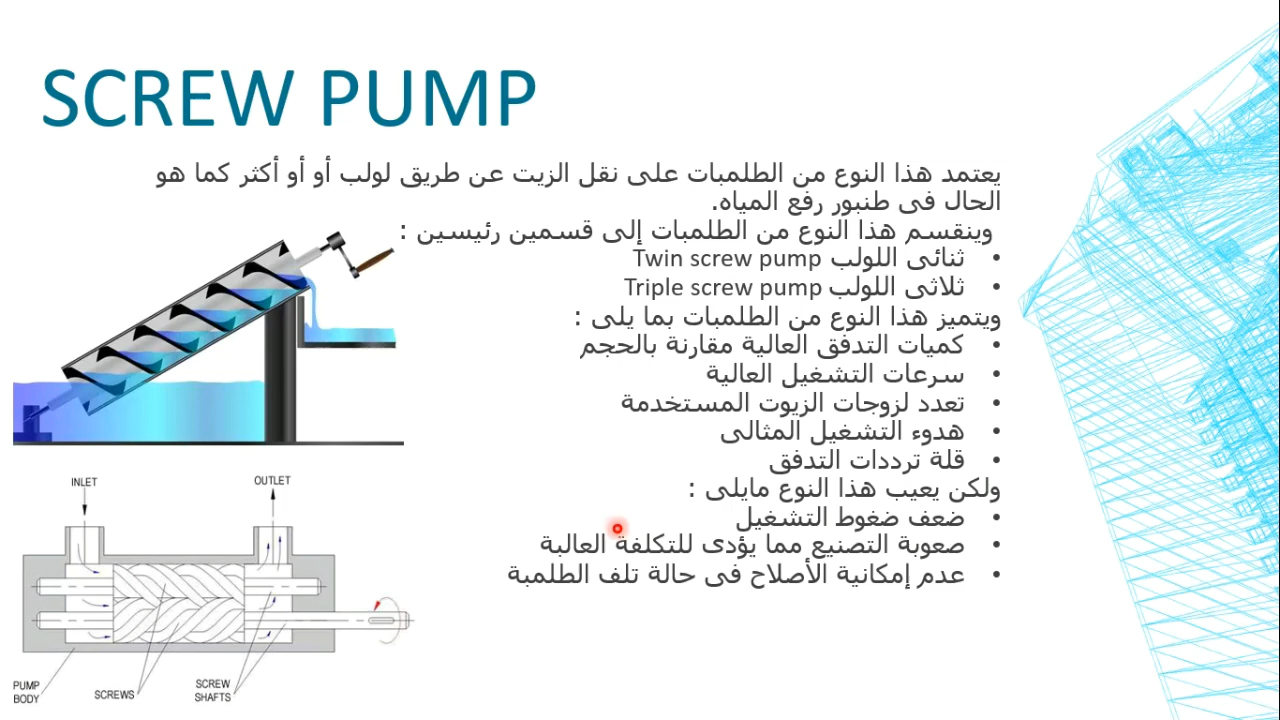 SCREW PUMP
يعتمد هذا النوع من الطلمبات على نقل الزيت عن طريق لولب أو أو أكثر كما هو
الحال فى طنبور رفع المياه.
وينقسم هذا النوع من الطلمبات إلى قسمين رئيسين :
• ثنائى اللولب Twin screw pump
• ثلاثى اللولب Triple screw pump
ويتميز هذا النوع من الطلمبات بما يلى :
• كميات التدفق العالية مقارنة بالحجم
• سرعات التشغيل العالية
• تعدد لزوجات الزيوت المستخدمة
• هدوء التشغيل المثالى
• قلة ترددات التدفق
ولكن يعيب هذا النوع مايلى :
• ضعف ضغوط التشغيل
• صعوبة التصنيع مما يؤدى للتكلفة العالبة
• عدم إمكانية الأصلاح فى حالة تلف الطلمبة
INLET
OUTLET
PUMP
BODY
SCREWS
SCREW
SHAFTS